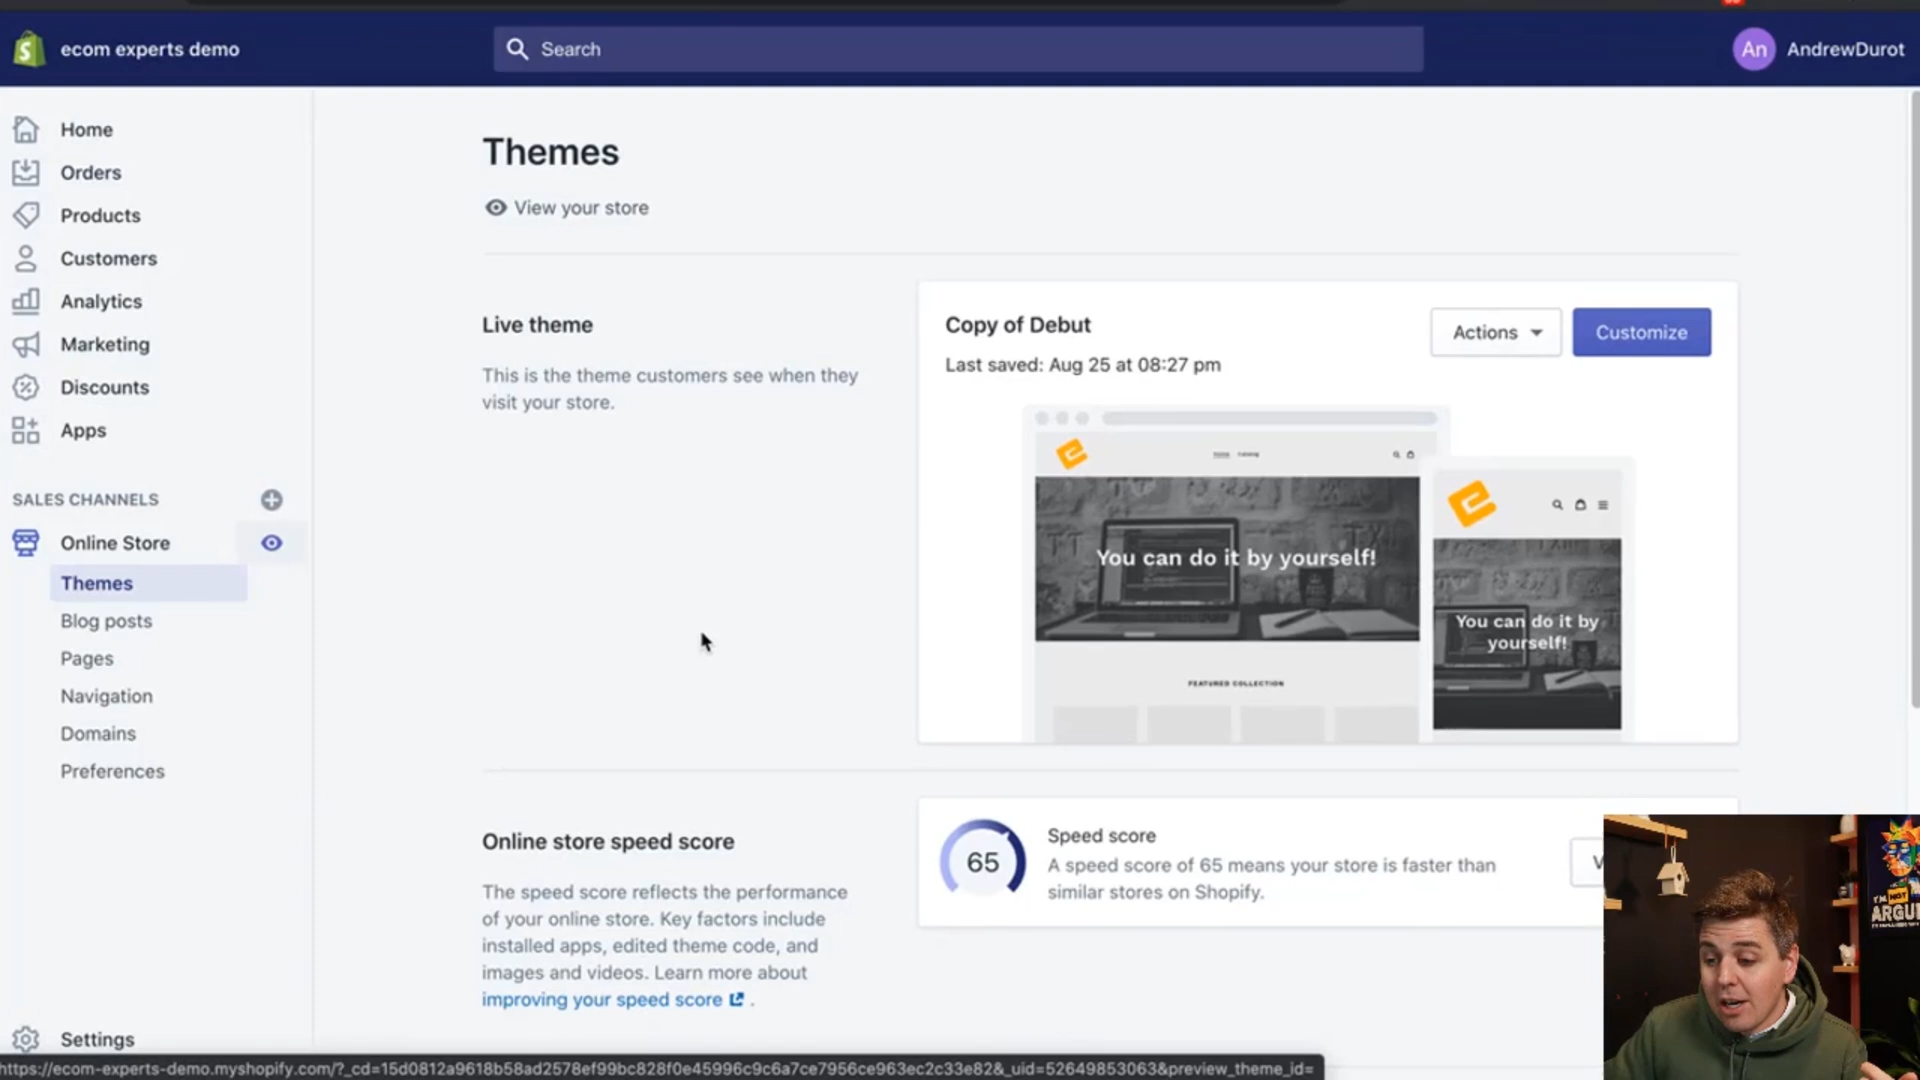 ecom experts demo
Search
An
AndrewDurot
Home
Orders
Products
Customers
Analytics
Marketing
Discounts
Apps
SALES CHANNELS
Online Store
Themes
Blog posts
Pages
Navigation
Domains
Preferences
Settings
Themes
View your store
Live theme
This is the theme customers see when they
visit your store.
Copy of Debut
Last saved: Aug 25 at 08:27 pm
Actions
Customize
You can do it by yourself!
FEATURED COLLECTION
You can do it by
yourself!
Online store speed score
The speed score reflects the performance
of your online store. Key factors include
installed apps, edited theme code, and
images and videos. Learn more about
improving your speed score .
65
Speed score
A speed score of 65 means your store is faster than
similar stores on Shopify.
I'M NOT
https://ecom-experts-demo.myshopify.com/?_cd=15d0812a9618b58ad2578ef99bc828f0e45996c9c6a7ce7956ce963ec2c33e82&_uid=52649853063&preview_theme_id=